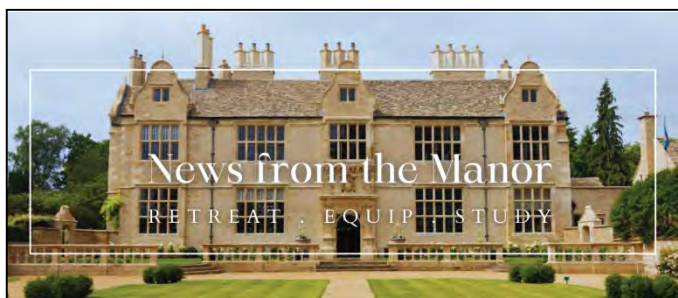 News from the Manor
RETREAT . EQUIP . STUDY